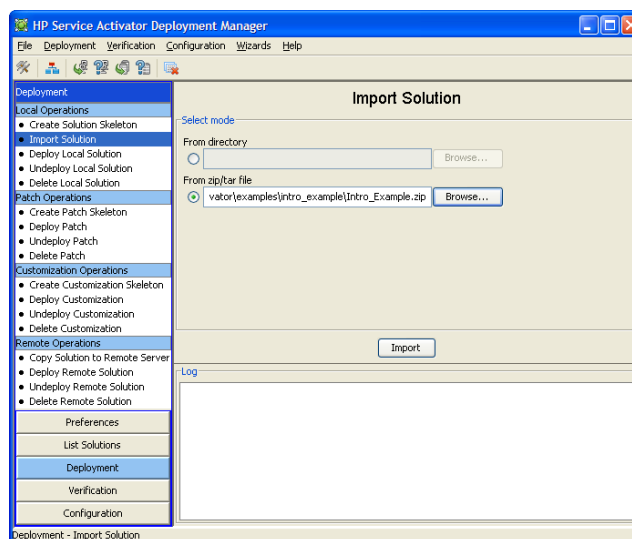 HP Service Activator Deployment Manager
File Deployment Verification Configuration Wizards Help
Deployment
Local Operations
Create Solution Skeleton
Import Solution
Deploy Local Solution
Undeploy Local Solution
Delete Local Solution
Patch Operations
Create Patch Skeleton
Deploy Patch
Undeploy Patch
Delete Patch
Customization Operations
Create Customization Skeleton
Deploy Customization
Undeploy Customization
Delete Customization
Remote Operations
Copy Solution to Remote Server
Deploy Remote Solution
Undeploy Remote Solution
Delete Remote Solution
Preferences
List Solutions
Deployment
Verification
Configuration
Import Solution
Select mode
From directory
Browse...
From zip/tar file
vator\examples\intro_example\Intro_Example.zip Browse...
Import
Log
Deployment - Import Solution